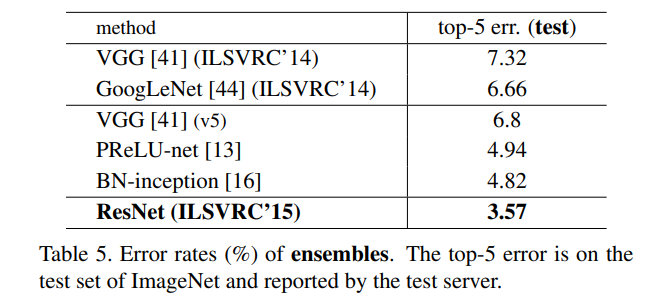 method top-5 err. (test)
VGG [41] (ILSVRC’14) 7.32
GoogLeNet [44] (ILSVRC’14) 6.66
VGG [41] (v5) 6.8
PReLU-net [13] 4.94
BN-inception [16] 4.82
ResNet (ILSVRC’15) 3.57
Table 5. Error rates (%) of ensembles. The top-5 error is on the
test set of ImageNet and reported by the test server.